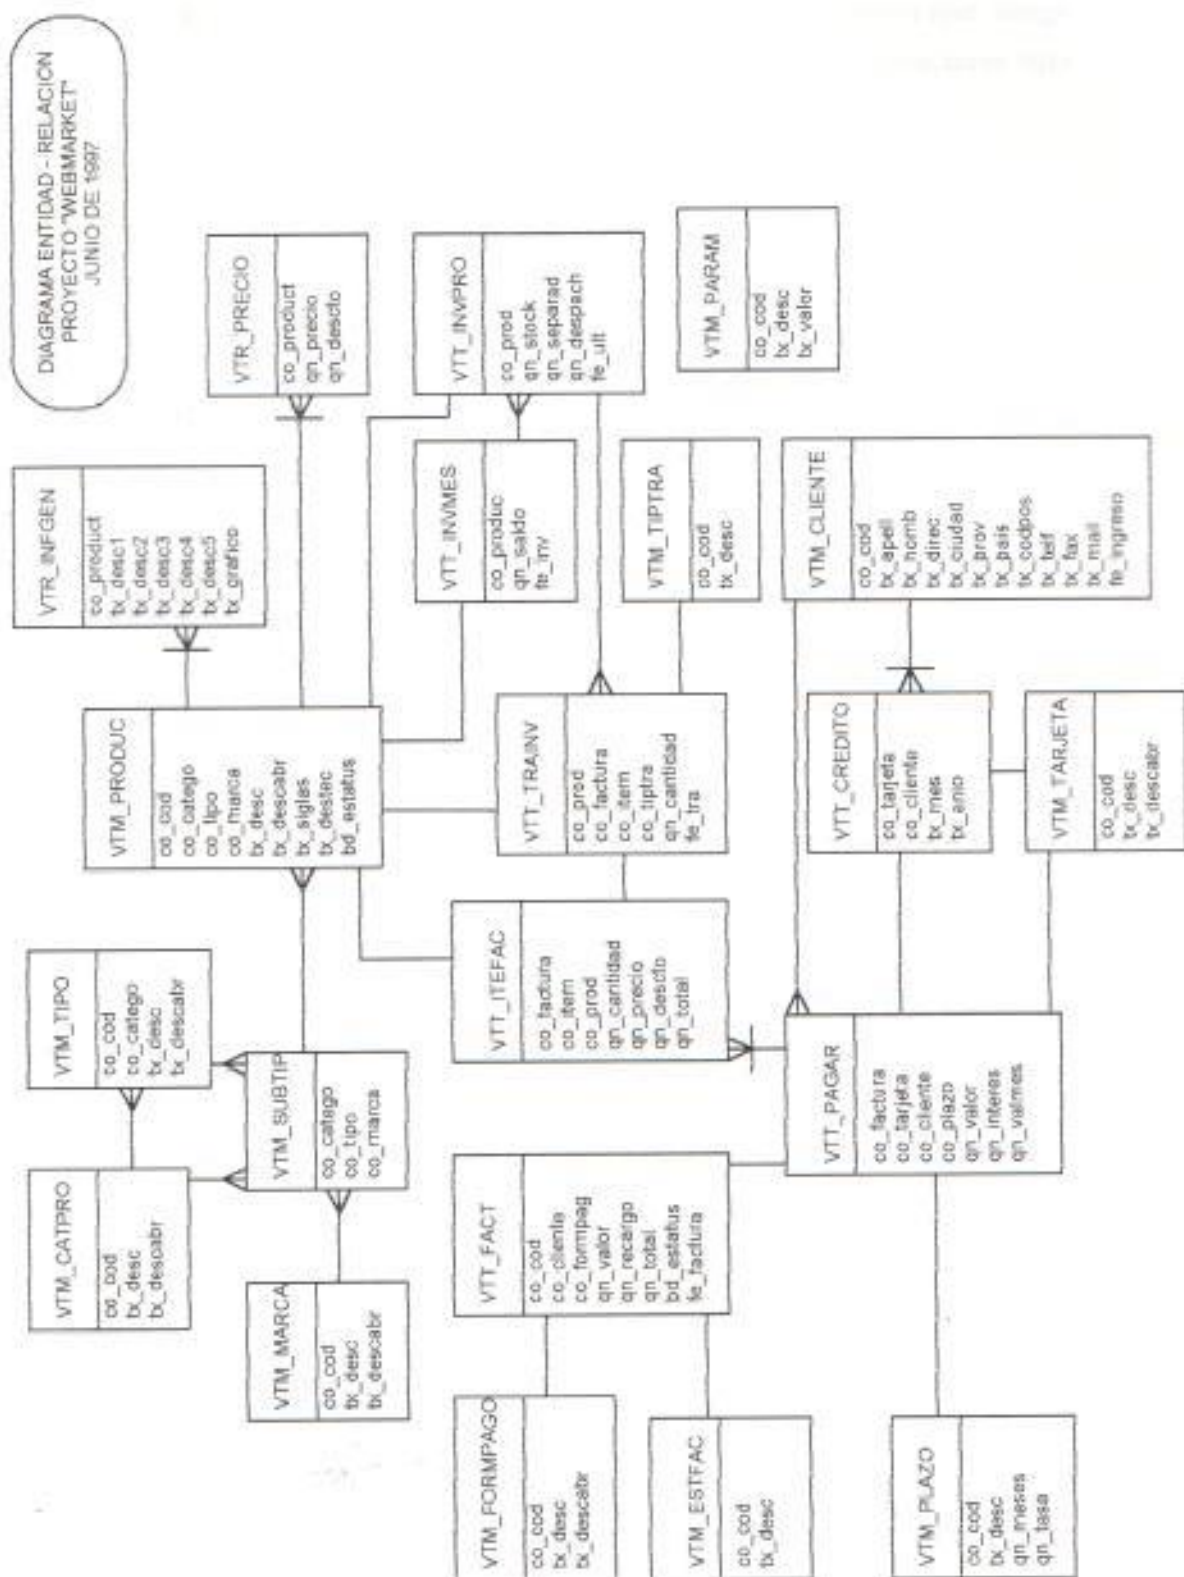 DIAGRAMA ENTIDAD - RELACION
PROYECTO "WEBMARKET"
JUNIO DE 1997
VTM_CATPRO
co_cod
tx_desc
tx_descabr
VTM_TIPO
co_cod
co_catego
tx_desc
tx_descabr
VTM_PRODUC
co_cod
co_catego
co_tipo
co_marca
tx_desc
tx_descabr
tx_siglas
tx_destec
bd_estatus
VTR_INFGEN
co_product
tx_desc1
tx_desc2
tx_desc3
tx_desc4
tx_desc5
tx_grafico
VTM_MARCA
co_cod
tx_desc
tx_descabr
VTM_SUBTIP
co_catego
co_tipo
co_marca
VTR_PRECIO
co_product
qn_precio
qn_descto
VTM_FORMPAGO
co_cod
tx_desc
tx_descabr
VTT_FACT
co_cod
co_cliente
co_formpag
qn_valor
qn_recargo
qn_total
bd_estatus
fe_factura
VTT_ITEFAC
co_factura
co_item
co_prod
qn_cantidad
qn_precio
qn_descto
qn_total
VTT_TRAINV
co_prod
co_factura
co_item
co_tiptra
qn_cantidad
fe_tra
VTT_INVMES
co_produc
qn_saldo
fe_inv
VTT_INVPRO
co_prod
qn_stock
qn_separad
qn_despach
fe_ult
VTM_ESTFAC
co_cod
tx_desc
VTM_TIPTRA
co_cod
tx_desc
VTM_PARAM
co_cod
tx_desc
tx_valor
VTM_PLAZO
co_cod
tx_desc
qn_meses
qn_tasa
VTT_PAGAR
co_factura
co_tarjeta
co_cliente
co_plazo
qn_valor
qn_interes
qn_valmes
VTT_CREDITO
co_tarjeta
co_cliente
tx_mes
tx_anio
VTM_CLIENTE
co_cod
tx_apell
tx_nomb
tx_direc
tx_ciudad
tx_prov
tx_pais
tx_codpos
tx_telf
tx_fax
tx_mail
fe_ingreso
VTM_TARJETA
co_cod
tx_desc
tx_descabr